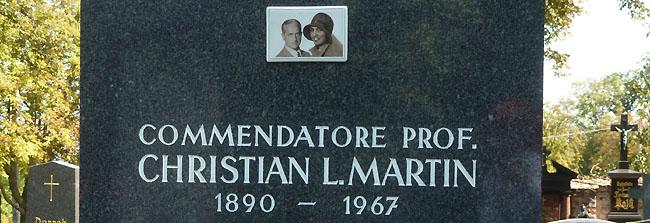 COMMENDATORE PROF.
CHRISTIAN L. MARTIN
1890 – 1967